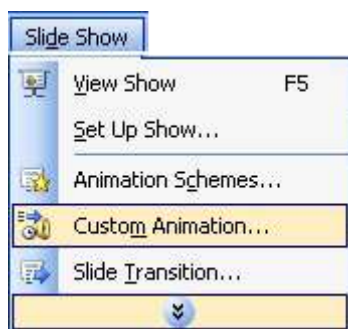 Slide Show
View Show F5
Set Up Show...
Animation Schemes...
Custom Animation...
Slide Transition...